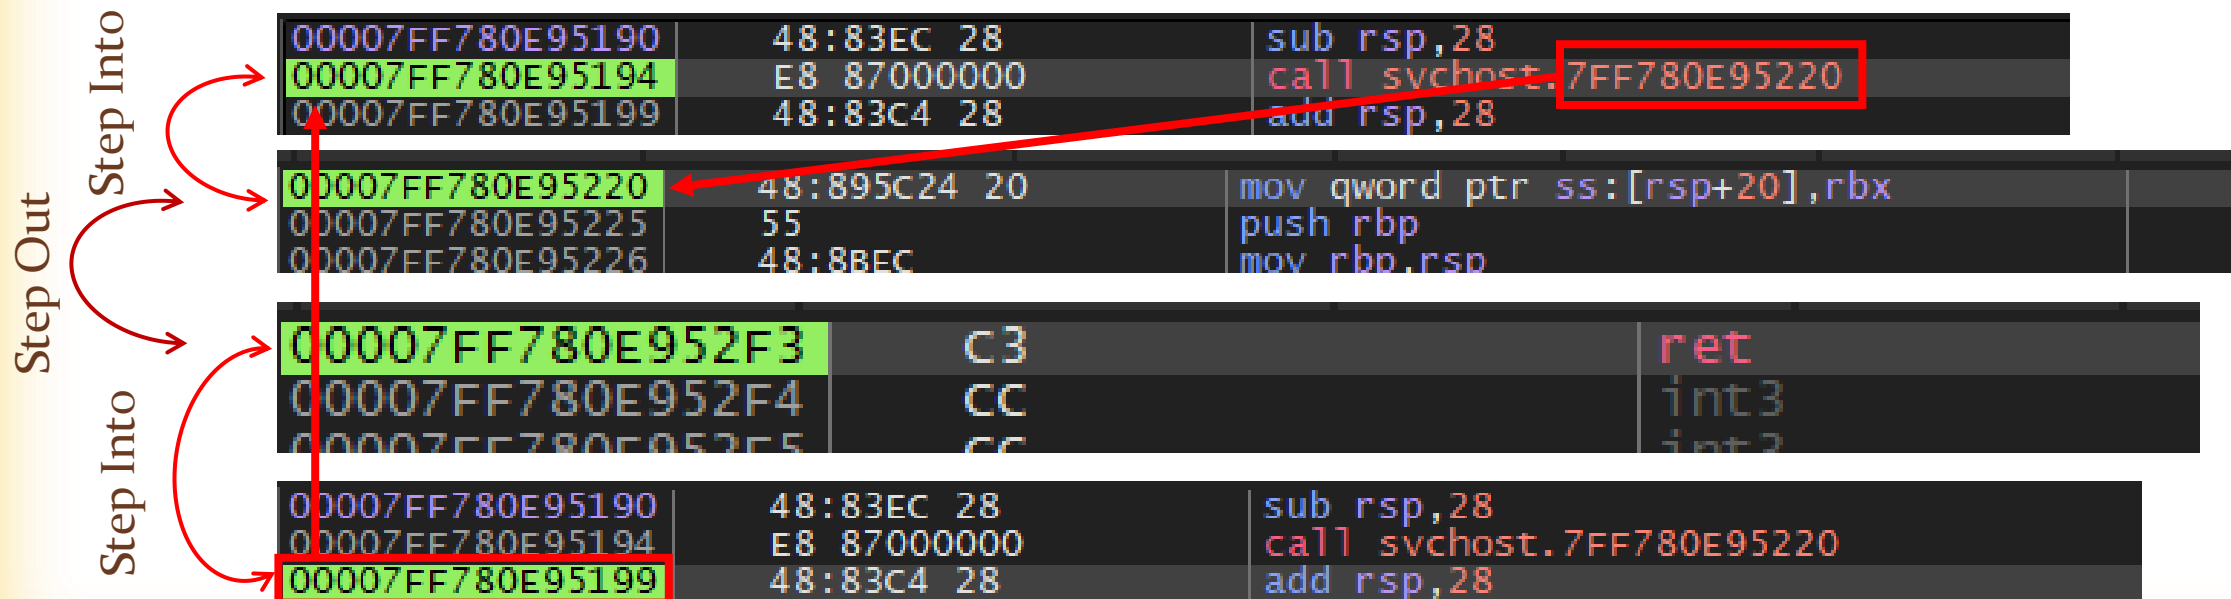 Step Into
00007FF780E95190 48:83EC 28 sub rsp,28
00007FF780E95194 E8 87000000 call svchost.7FF780E95220
00007FF780E95199 48:83C4 28 add rsp,28
Step Out
00007FF780E95220 48:895C24 20 mov qword ptr ss:[rsp+20],rbx
00007FF780E95225 55 push rbp
00007FF780E95226 48:8BEC mov rbp,rsp
00007FF780E952F3 C3 ret
00007FF780E952F4 CC int3
00007FF780E952F5 CC int3
Step Into
00007FF780E95190 48:83EC 28 sub rsp,28
00007FF780E95194 E8 87000000 call svchost.7FF780E95220
00007FF780E95199 48:83C4 28 add rsp,28